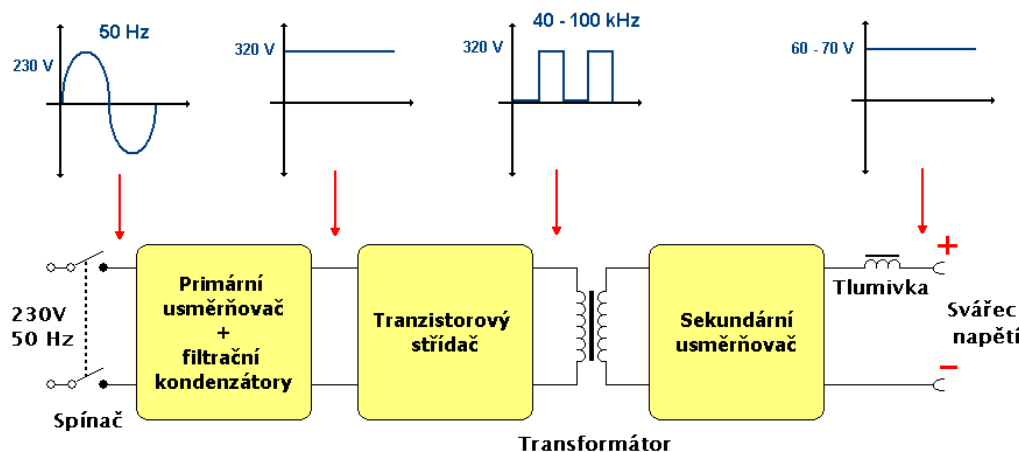 50 Hz
230 V
320 V
40 - 100 kHz
320 V
60 - 70 V
230V
50 Hz
Spínač
Primární
usměrňovač
+
filtrační
kondenzátory
Tranzistorový
střídač
Transformátor
Sekundární
usměrňovač
Tlumivka
+
Svářec
napětí
−